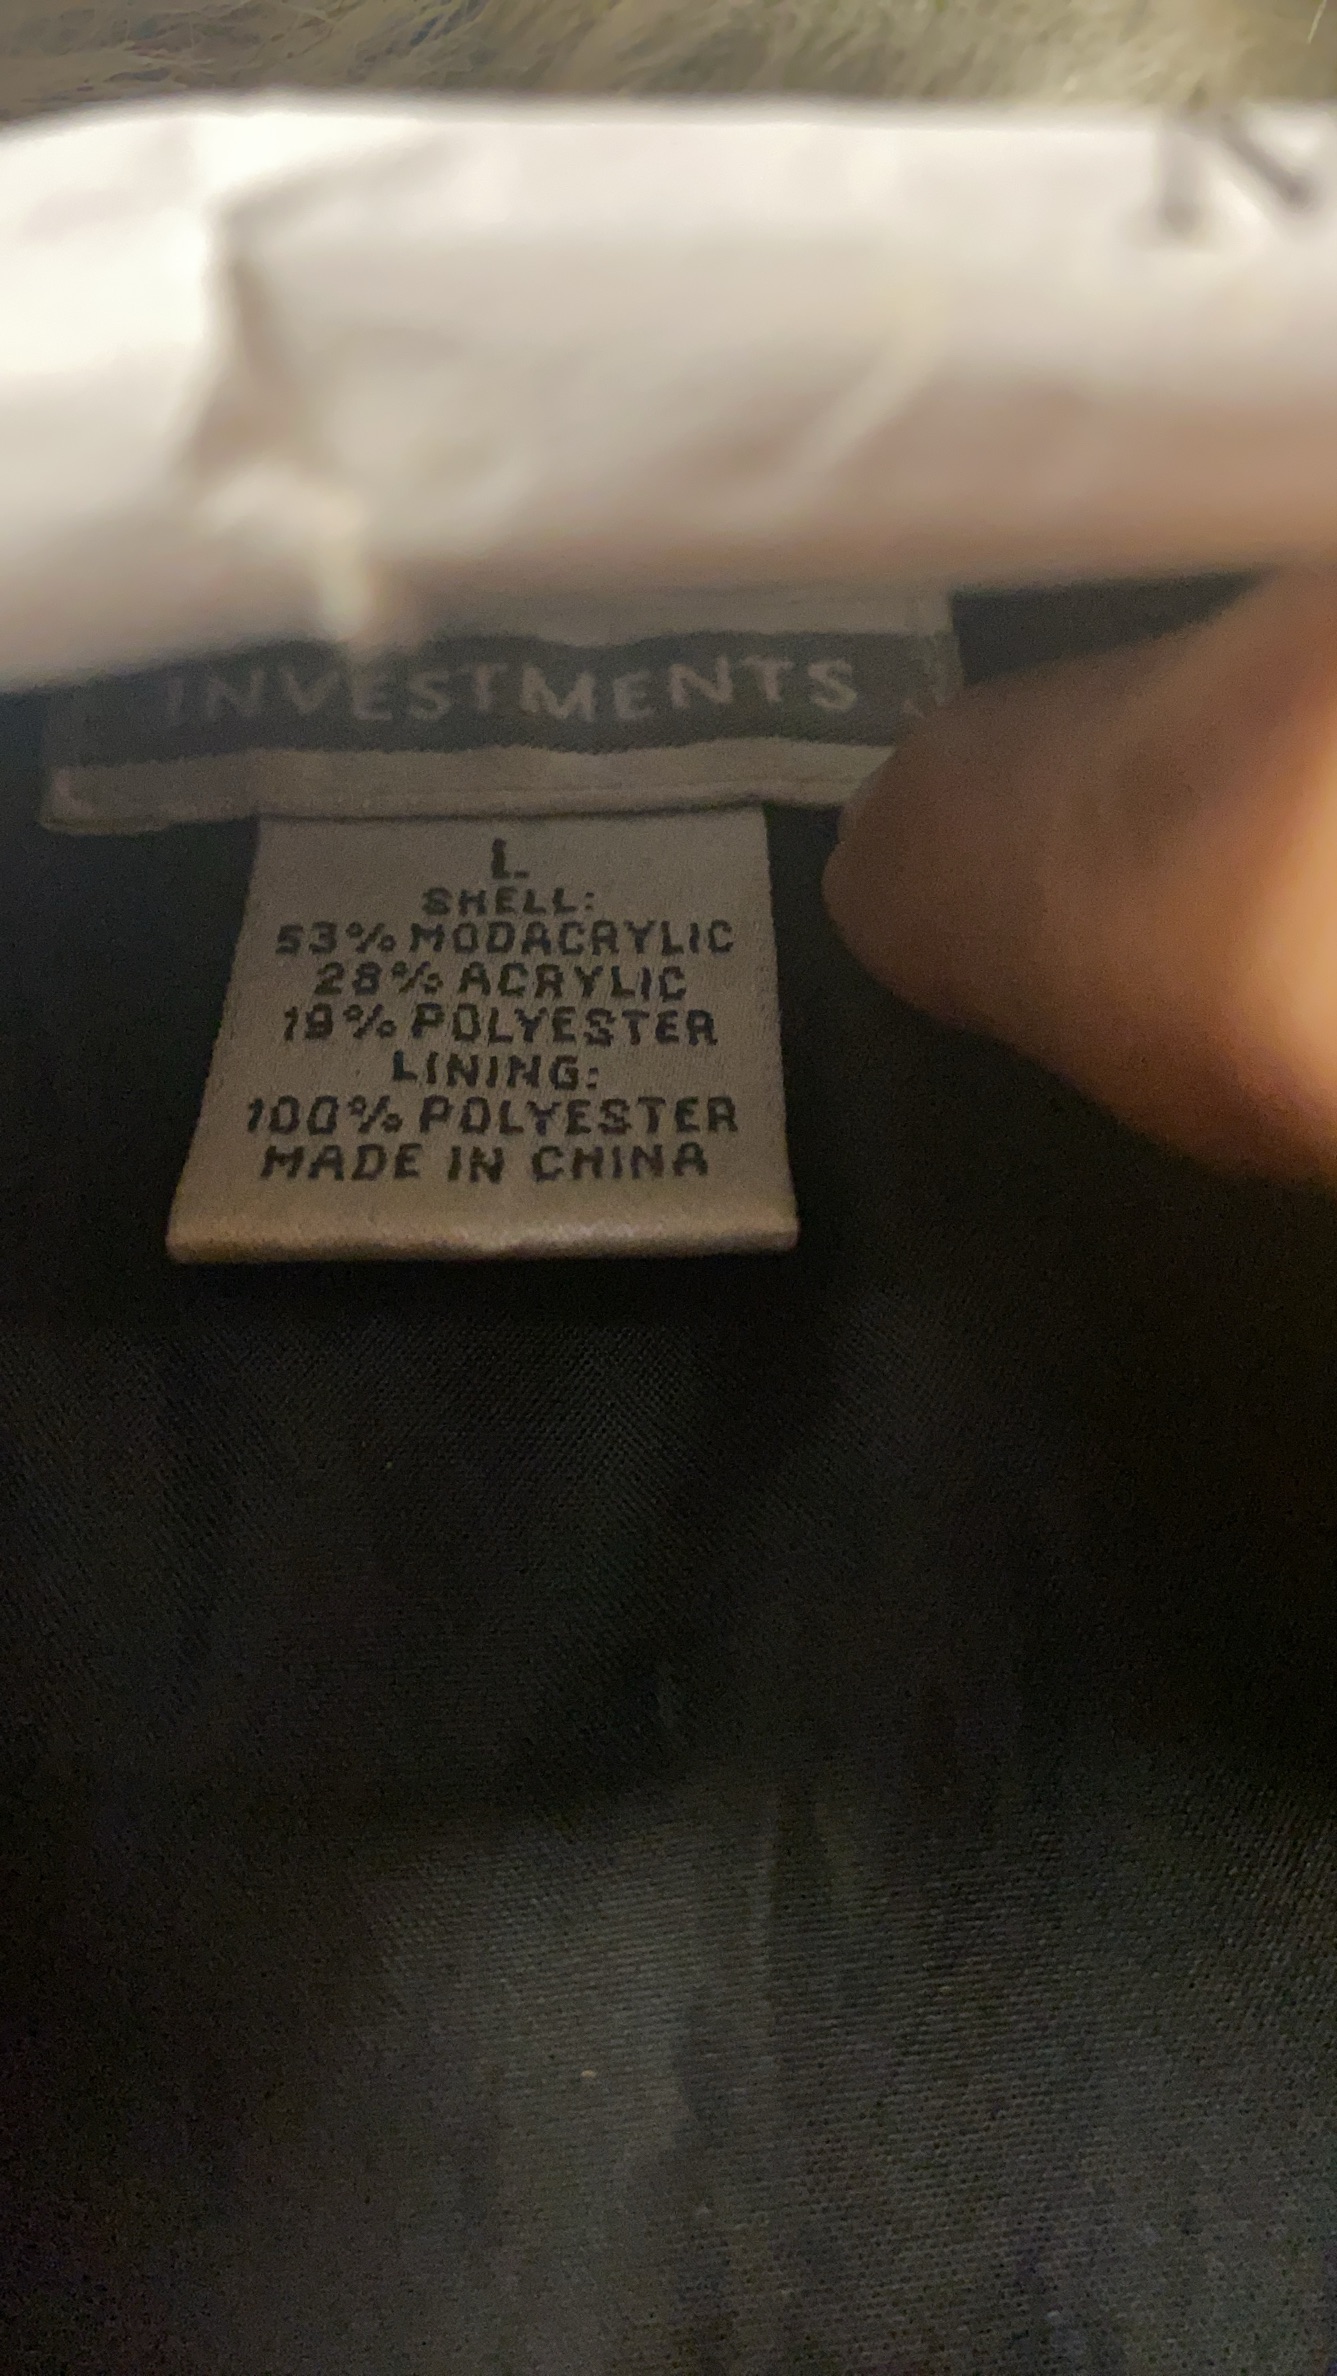 INVESTMENTS
L
SHELL:
53% MODACRYLIC
28% ACRYLIC
19% POLYESTER
LINING:
100% POLYESTER
MADE IN CHINA